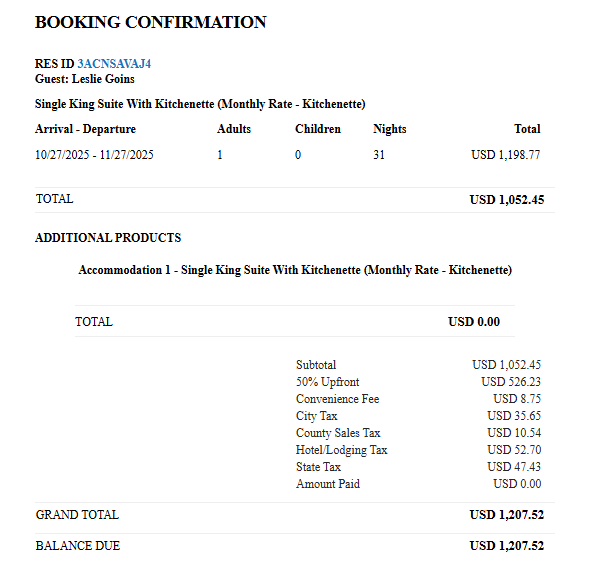 BOOKING CONFIRMATION
RES ID 3ACNSAVAJ4
Guest: Leslie Goins
Single King Suite With Kitchenette (Monthly Rate - Kitchenette)
Arrival - Departure Adults Children Nights Total
10/27/2025 - 11/27/2025 1 0 31 USD 1,198.77
TOTAL USD 1,052.45
ADDITIONAL PRODUCTS
Accommodation 1 - Single King Suite With Kitchenette (Monthly Rate - Kitchenette)
TOTAL USD 0.00
Subtotal USD 1,052.45
50% Upfront USD 526.23
Convenience Fee USD 8.75
City Tax USD 35.65
County Sales Tax USD 10.54
Hotel/Lodging Tax USD 52.70
State Tax USD 47.43
Amount Paid USD 0.00
GRAND TOTAL USD 1,207.52
BALANCE DUE USD 1,207.52